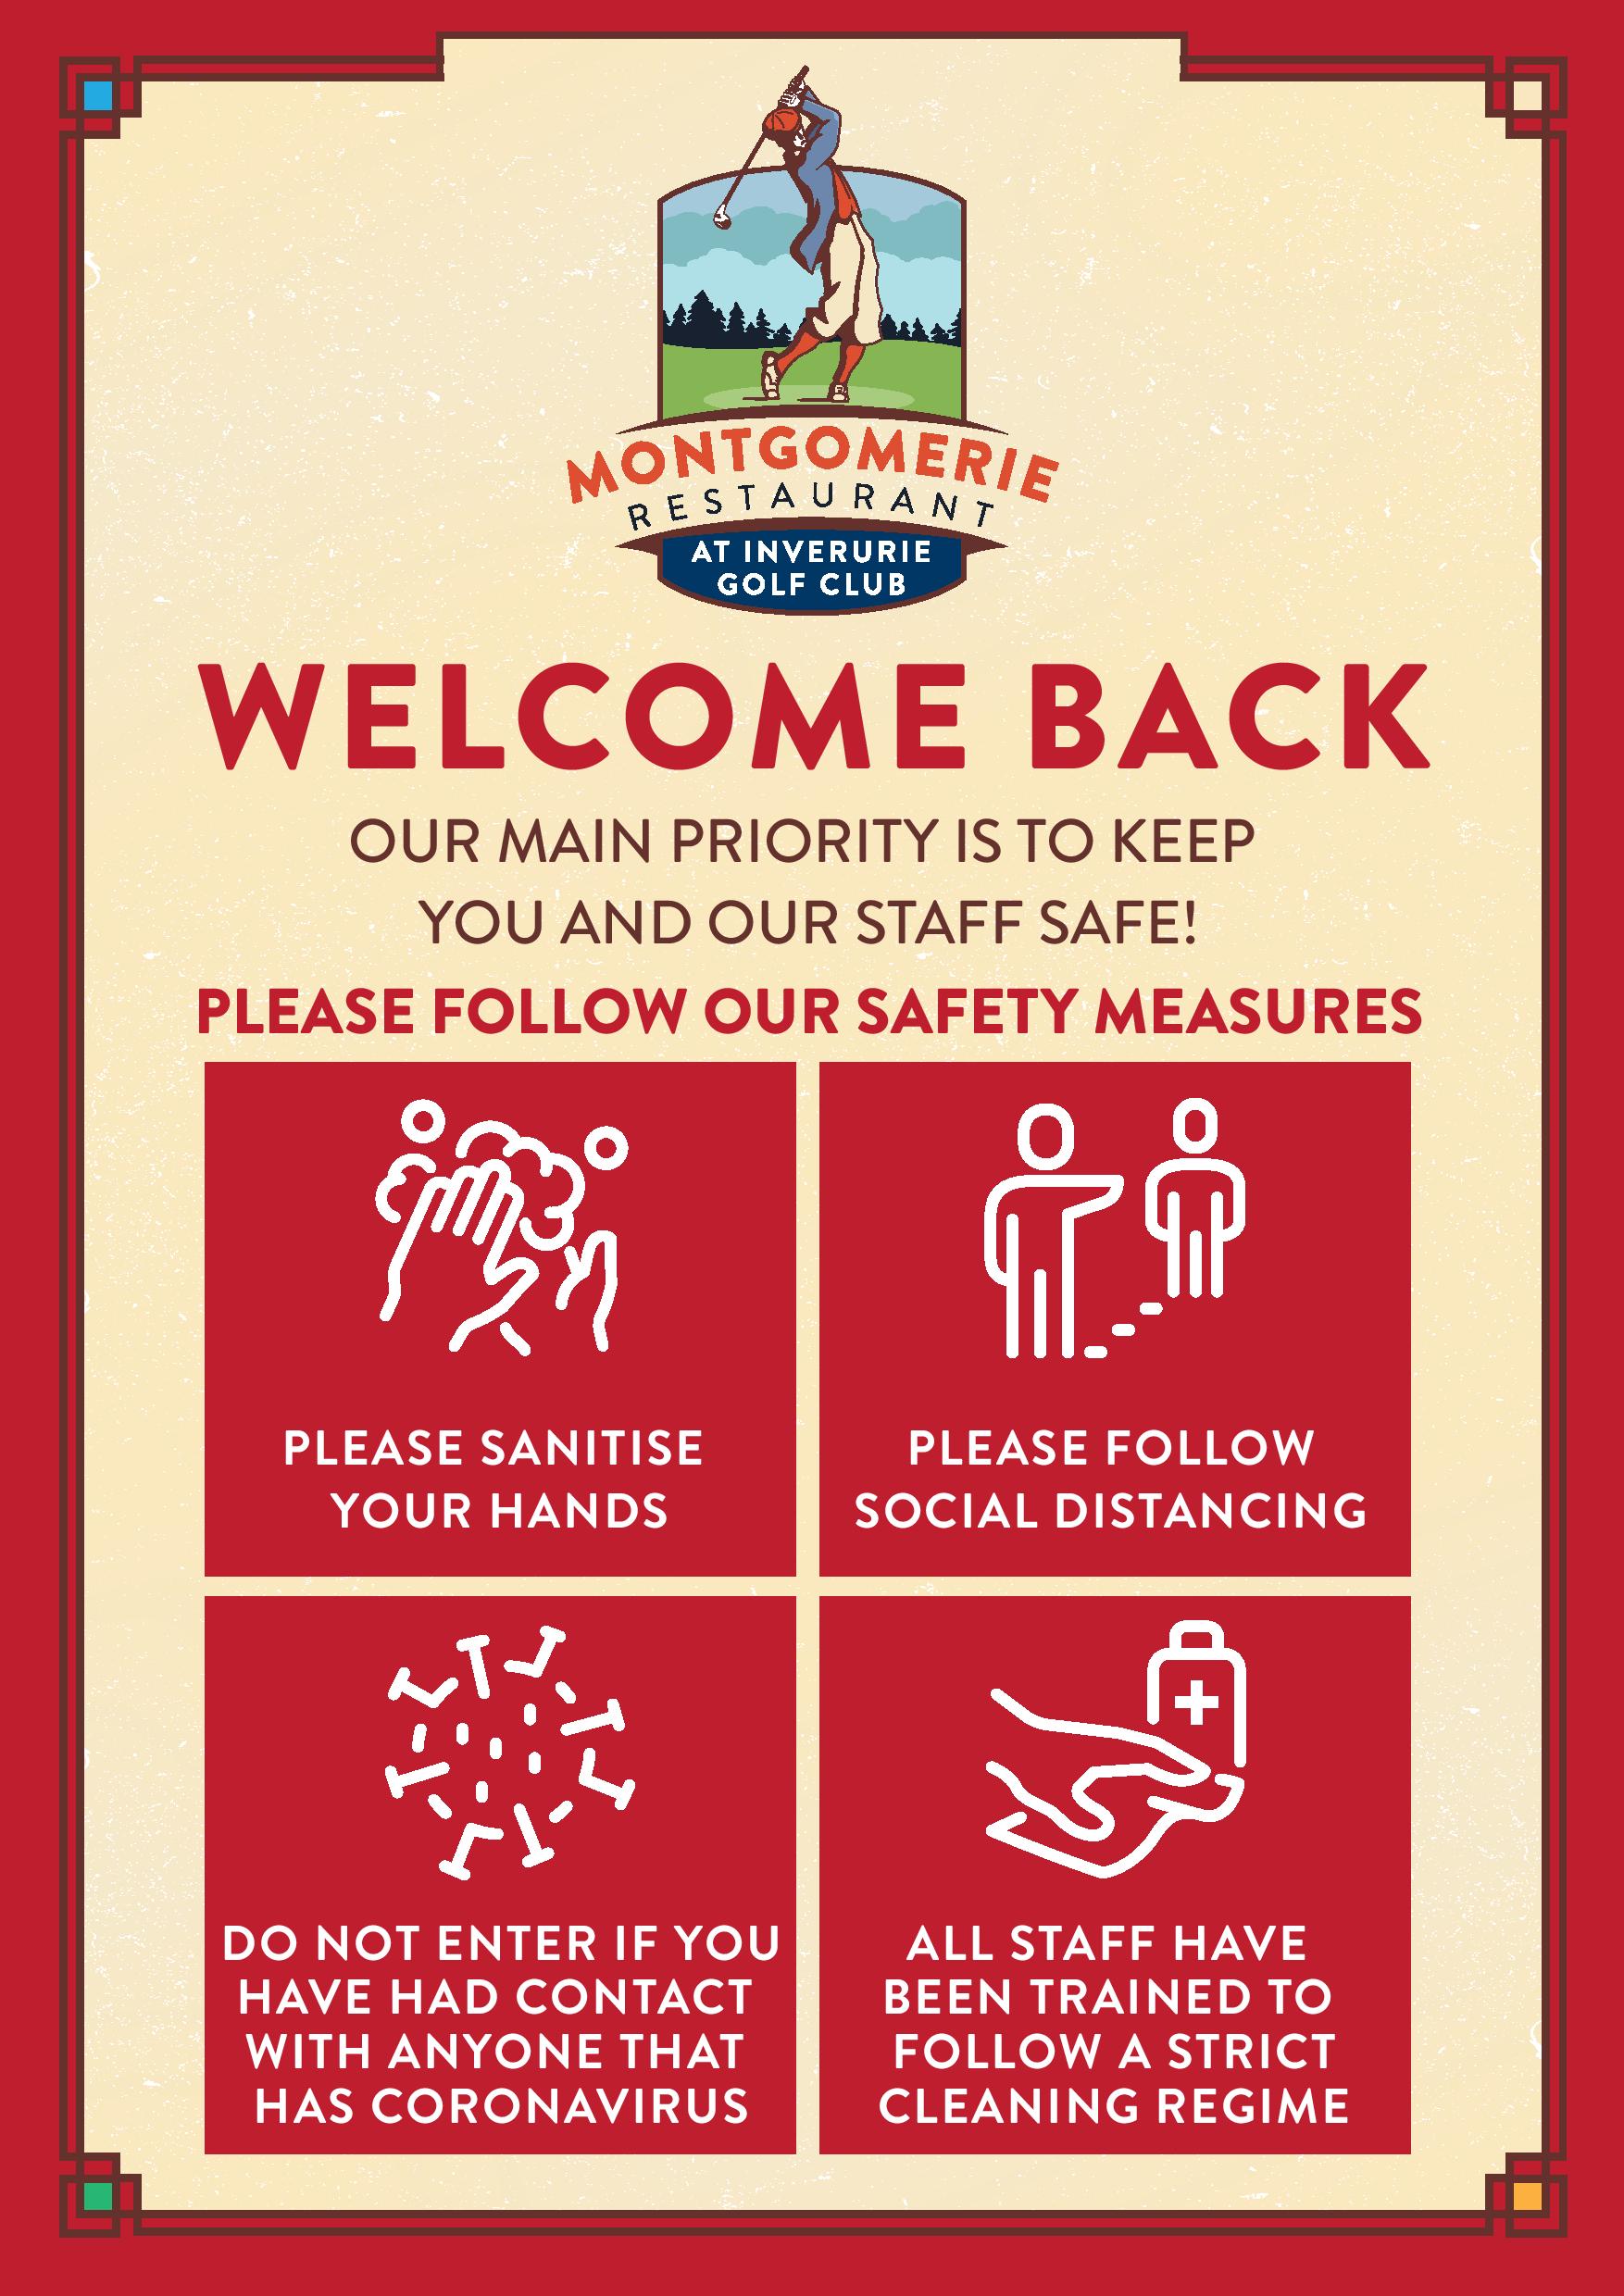 MONTGOMERIE
RESTAURANT
AT INVERURIE
GOLF CLUB
WELCOME BACK
OUR MAIN PRIORITY IS TO KEEP
YOU AND OUR STAFF SAFE!
PLEASE FOLLOW OUR SAFETY MEASURES
PLEASE SANITISE
YOUR HANDS
PLEASE FOLLOW
SOCIAL DISTANCING
DO NOT ENTER IF YOU
HAVE HAD CONTACT
WITH ANYONE THAT
HAS CORONAVIRUS
ALL STAFF HAVE
BEEN TRAINED TO
FOLLOW A STRICT
CLEANING REGIME